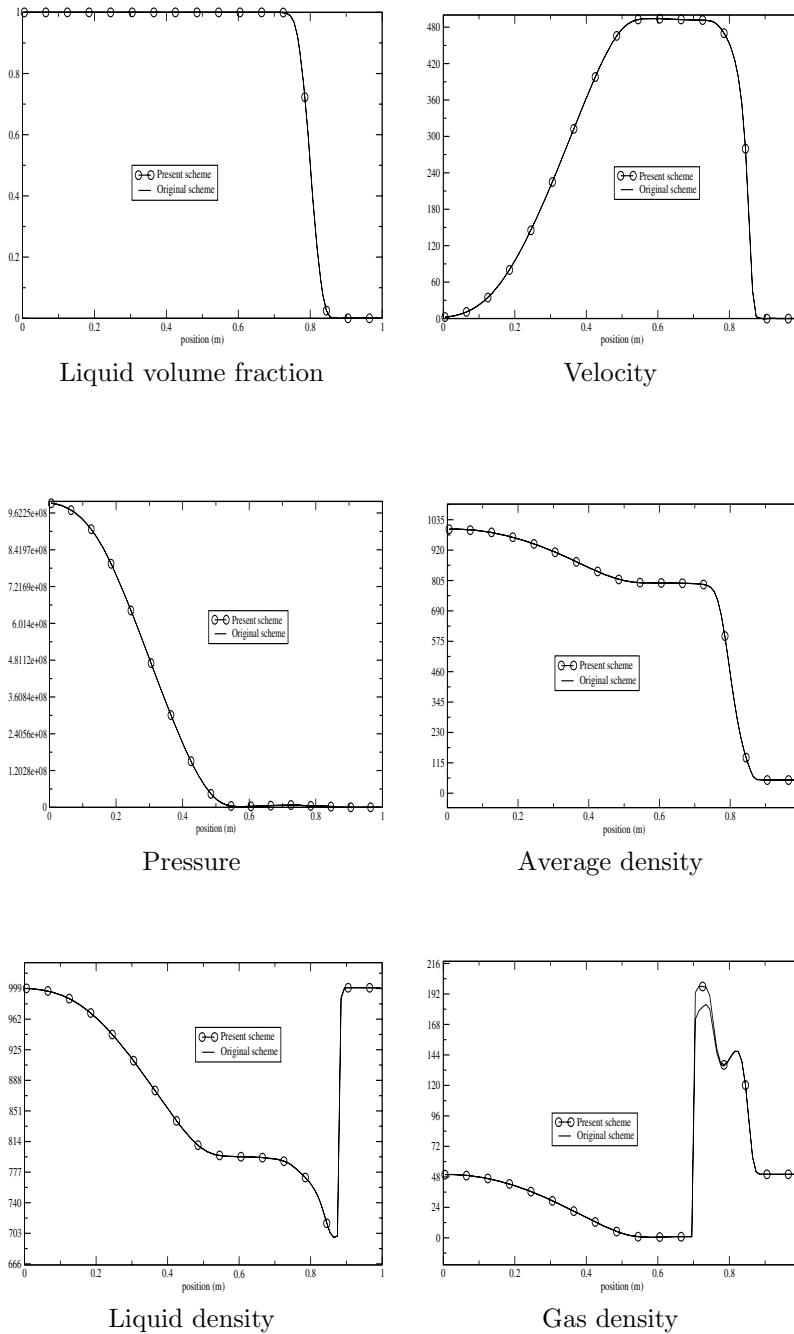 1
0.8
0.6
0.4
0.2
0
0
0.2
0.4
0.6
0.8
1
position (m)
Present scheme
Original scheme
Liquid volume fraction
480
420
360
300
240
180
120
60
0
0
0.2
0.4
0.6
0.8
position (m)
Present scheme
Original scheme
Velocity
9.6225e+08
8.4197e+08
7.2169e+08
6.014e+08
4.8112e+08
3.6084e+08
2.4056e+08
1.2028e+08
0
0
0.2
0.4
0.6
0.8
1
position (m)
Present scheme
Original scheme
Pressure
1035
920
805
690
575
460
345
230
115
0
0
0.2
0.4
0.6
0.8
position (m)
Present scheme
Original scheme
Average density
999
962
925
888
851
814
777
740
703
666
0
0.2
0.4
0.6
0.8
1
position (m)
Present scheme
Original scheme
Liquid density
216
192
168
144
120
96
72
48
24
0
0
0.2
0.4
0.6
0.8
position (m)
Present scheme
Original scheme
Gas density